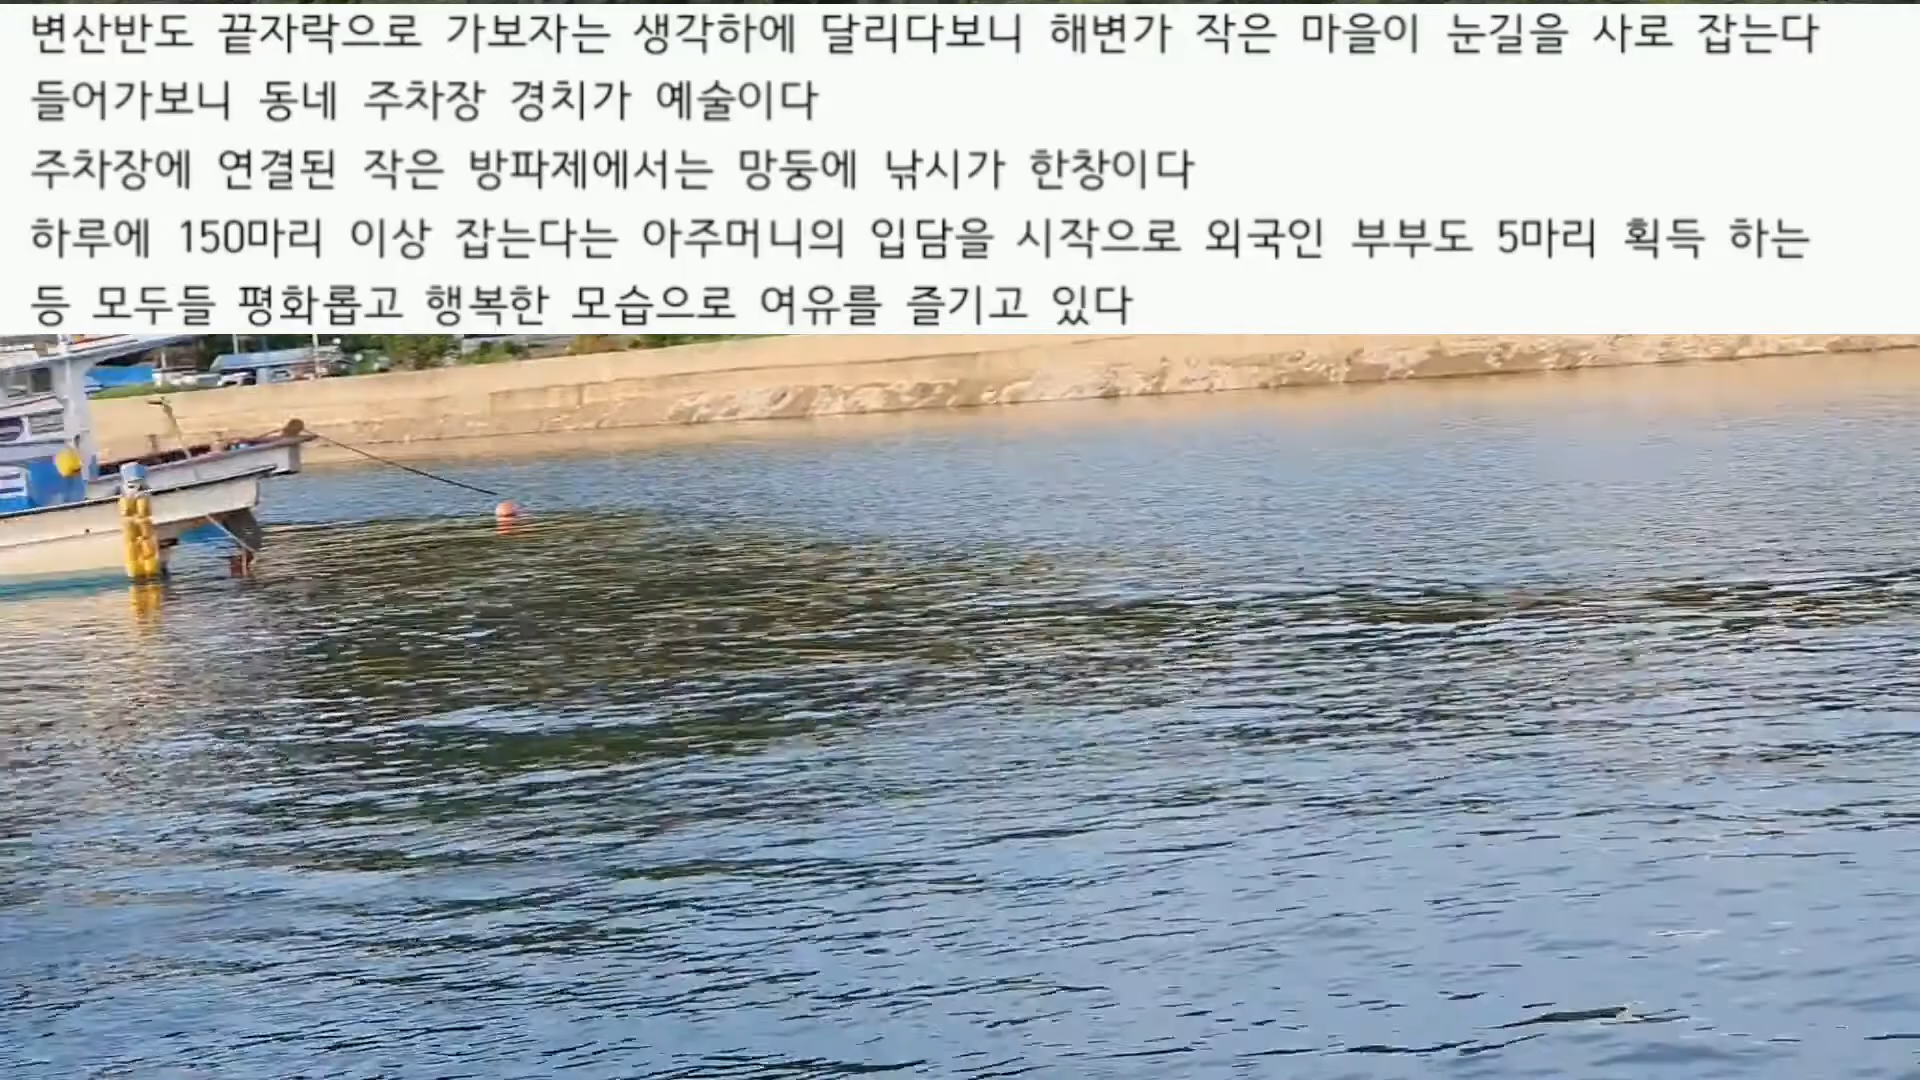 변산반도 끝자락으로 가보자는 생각하에 달리다보니 해변가 작은 마을이 눈길을 사로 잡는다
들어가보니 동네 주차장 경치가 예술이다
주차장에 연결된 작은 방파제에서는 망둥에 낚시가 한창이다
하루에 150마리 이상 잡는다는 아주머니의 입담을 시작으로 외국인 부부도 5마리 획득 하는
등 모두들 평화롭고 행복한 모습으로 여유를 즐기고 있다